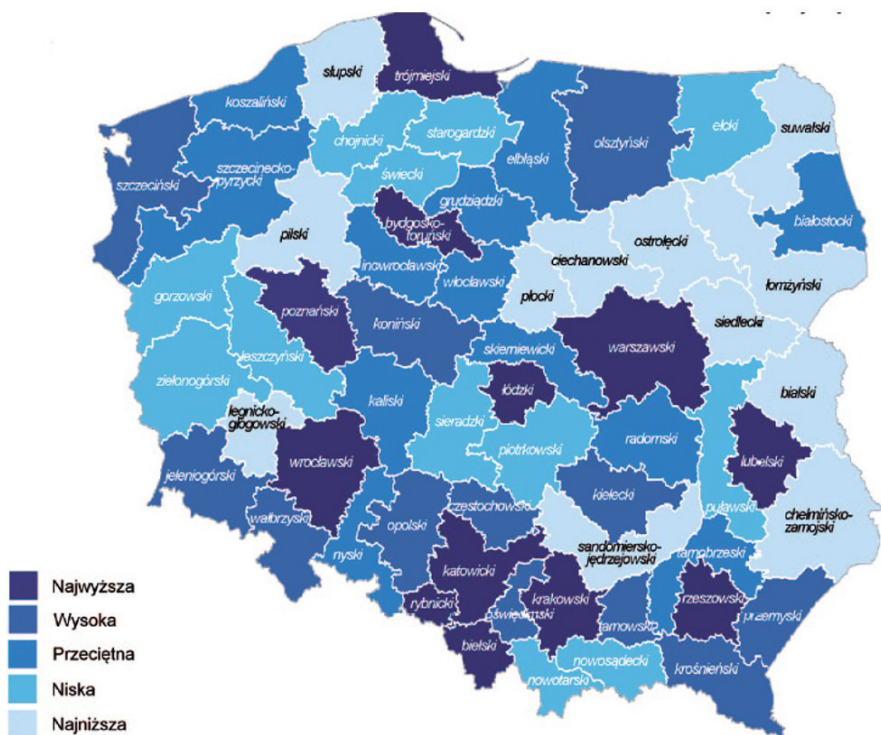 słupski
trójmiejski
koszaliński
chojnicki
starogardzki
elbląski
olsztyński
ełcki
suwalski
szczeciński
szczecinecko-
pyrzycki
świecki
grudziądzki
białostocki
pilski
bydgosko-
toruński
inowrocławski
włocławski
ciechanowski
ostrołęcki
łomżyński
płocki
gorzowski
poznański
koniński
siedlecki
warszawski
skierniewicki
zielonogórski
leszczyński
łódzki
bialski
legnicko-
głogowski
kaliski
sieradzki
piotrkowski
radomski
lubelski
wrocławski
jeleniogórski
puławski
chełmińsko-
zamojski
wałbrzyski
opolski
częstochowski
kielecki
nyski
sandomiersko-
jędrzejowski
tarnobrzeski
katowicki
rybnicki
oświęcimski
krakowski
tarnowski
rzeszowski
przemyski
bielski
nowosądecki
nowotarski
krośnieński
Najwyższa
Wysoka
Przeciętna
Niska
Najniższa